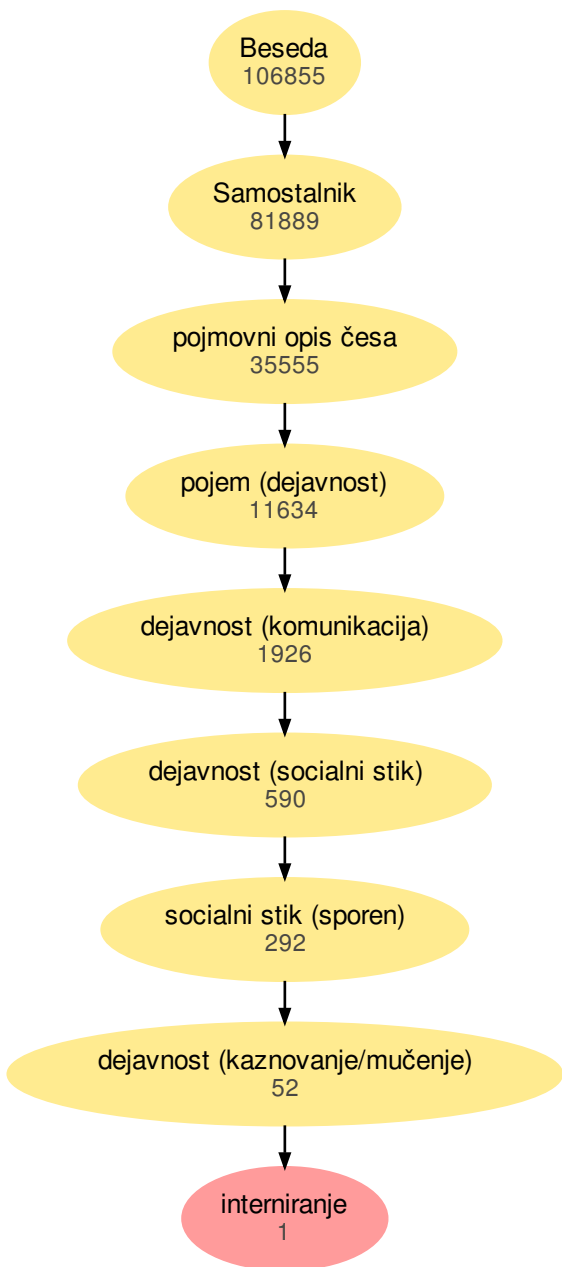 Beseda
106855
Samostalnik
81889
pojmovni opis česa
35555
pojem (dejavnost)
11634
dejavnost (komunikacija)
1926
dejavnost (socialni stik)
590
socialni stik (sporen)
292
dejavnost (kaznovanje/mučenje)
52
interniranje
1